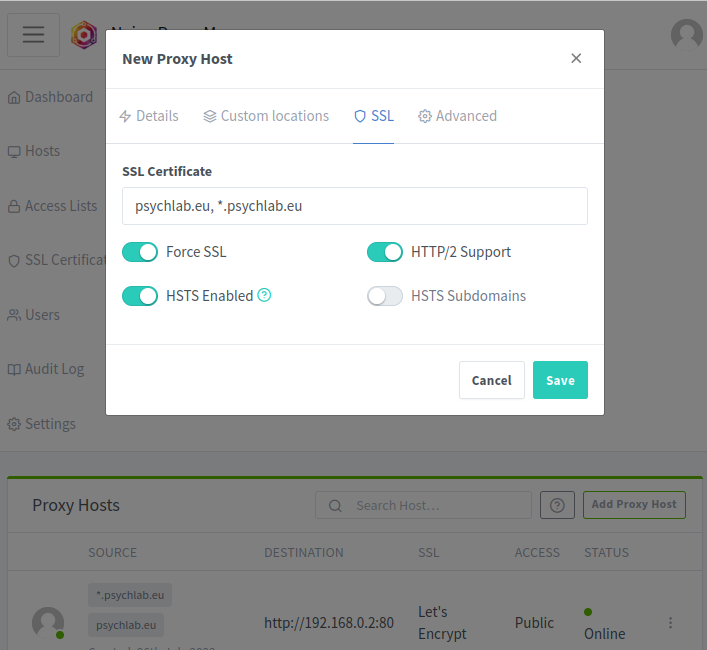 New Proxy Host
Details Custom locations SSL Advanced
SSL Certificate
psychlab.eu, *.psychlab.eu
Force SSL HTTP/2 Support
HSTS Enabled HSTS Subdomains
Cancel Save
Dashboard
Hosts
Access Lists
SSL Certificat
Users
Audit Log
Settings
Proxy Hosts Search Host… Add Proxy Host
SOURCE DESTINATION SSL ACCESS STATUS
*.psychlab.eu
psychlab.eu
http://192.168.0.2:80
Let's
Encrypt
Public
Online